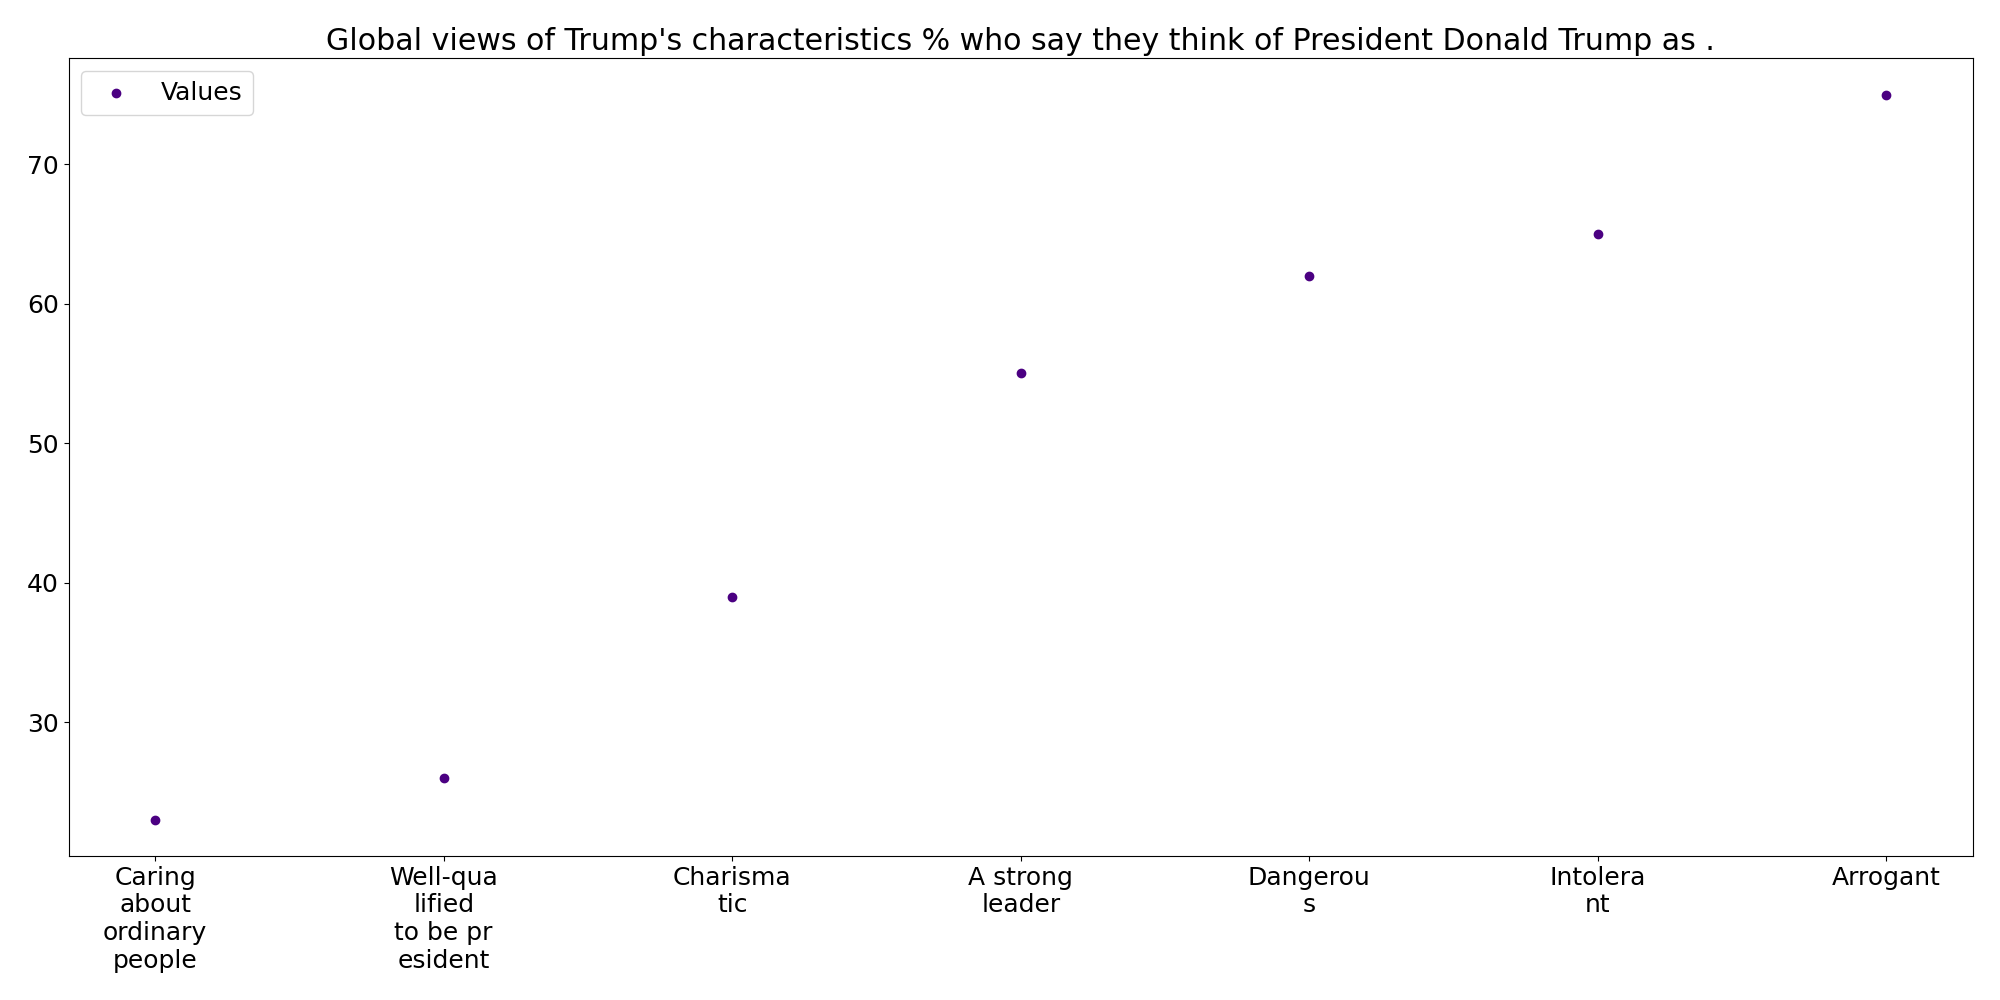 Global views of Trump's characteristics % who say they think of President Donald Trump as .
Values
70
60
50
40
30
Caring
about
ordinary
people
Well-qua
lified
to be pr
esident
Charisma
tic
A strong
leader
Dangerou
s
Intolera
nt
Arrogant